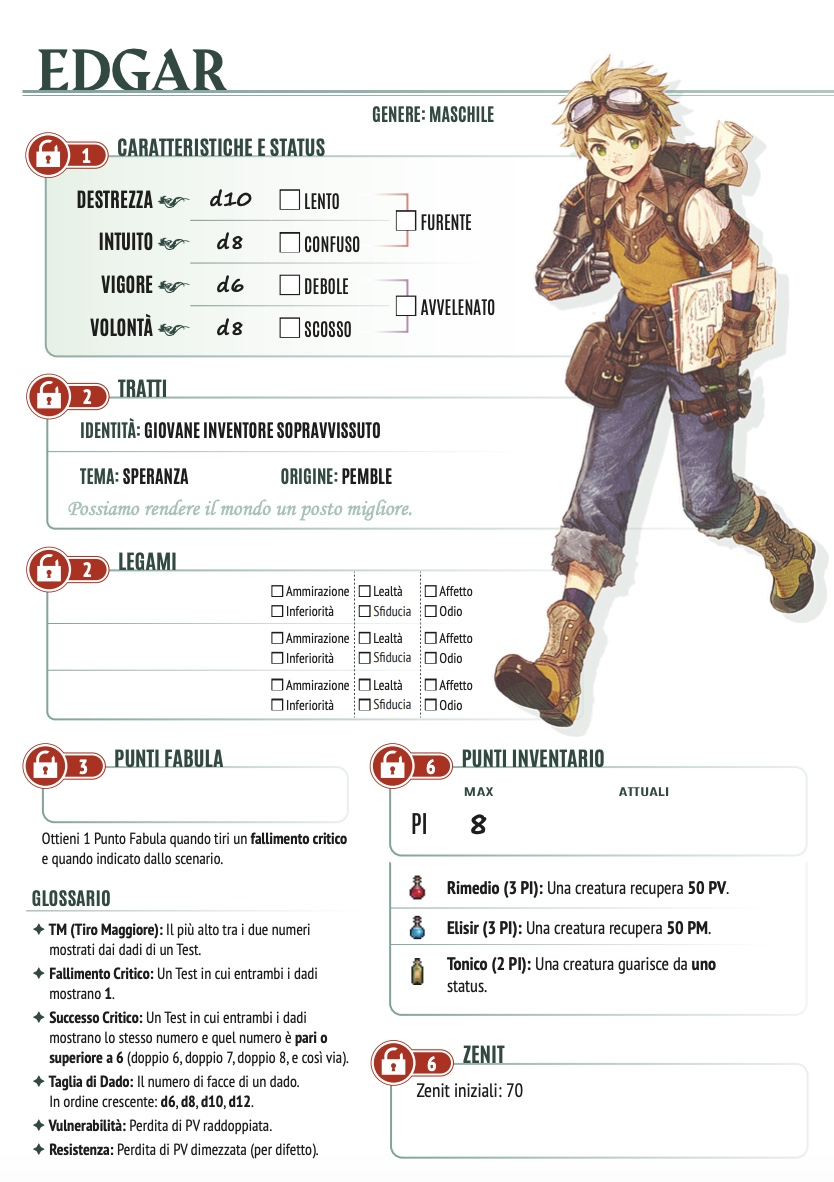 EDGAR
GENERE: MASCHILE
1 CARATTERISTICHE E STATUS
DESTREZZA d10 LENTO
FURENTE
INTUITO d8 CONFUSO
VIGORE d6 DEBOLE
AVVELENATO
VOLONTÀ d8 SCOSSO
2 TRATTI
IDENTITÀ: GIOVANE INVENTORE SOPRAVVISSUTO
TEMA: SPERANZA ORIGINE: PEMBLE
Possiamo rendere il mondo un posto migliore.
2 LEGAMI
Ammirazione Lealtà Affetto
Inferiorità Sfiducia Odio
Ammirazione Lealtà Affetto
Inferiorità Sfiducia Odio
Ammirazione Lealtà Affetto
Inferiorità Sfiducia Odio
3 PUNTI FABULA
Ottieni 1 Punto Fabula quando tiri un fallimento critico
e quando indicato dallo scenario.
GLOSSARIO
✦ TM (Tiro Maggiore): Il più alto tra i due numeri
mostrati dai dadi di un Test.
✦ Fallimento Critico: Un Test in cui entrambi i dadi
mostrano 1.
✦ Successo Critico: Un Test in cui entrambi i dadi
mostrano lo stesso numero e quel numero è pari o
superiore a 6 (doppio 6, doppio 7, doppio 8, e così via).
✦ Taglia di Dado: Il numero di facce di un dado.
In ordine crescente: d6, d8, d10, d12.
✦ Vulnerabilità: Perdita di PV raddoppiata.
✦ Resistenza: Perdita di PV dimezzata (per difetto).
6 PUNTI INVENTARIO
MAX ATTUALI
PI 8
Rimedio (3 PI): Una creatura recupera 50 PV.
Elisir (3 PI): Una creatura recupera 50 PM.
Tonico (2 PI): Una creatura guarisce da uno
status.
6 ZENIT
Zenit iniziali: 70